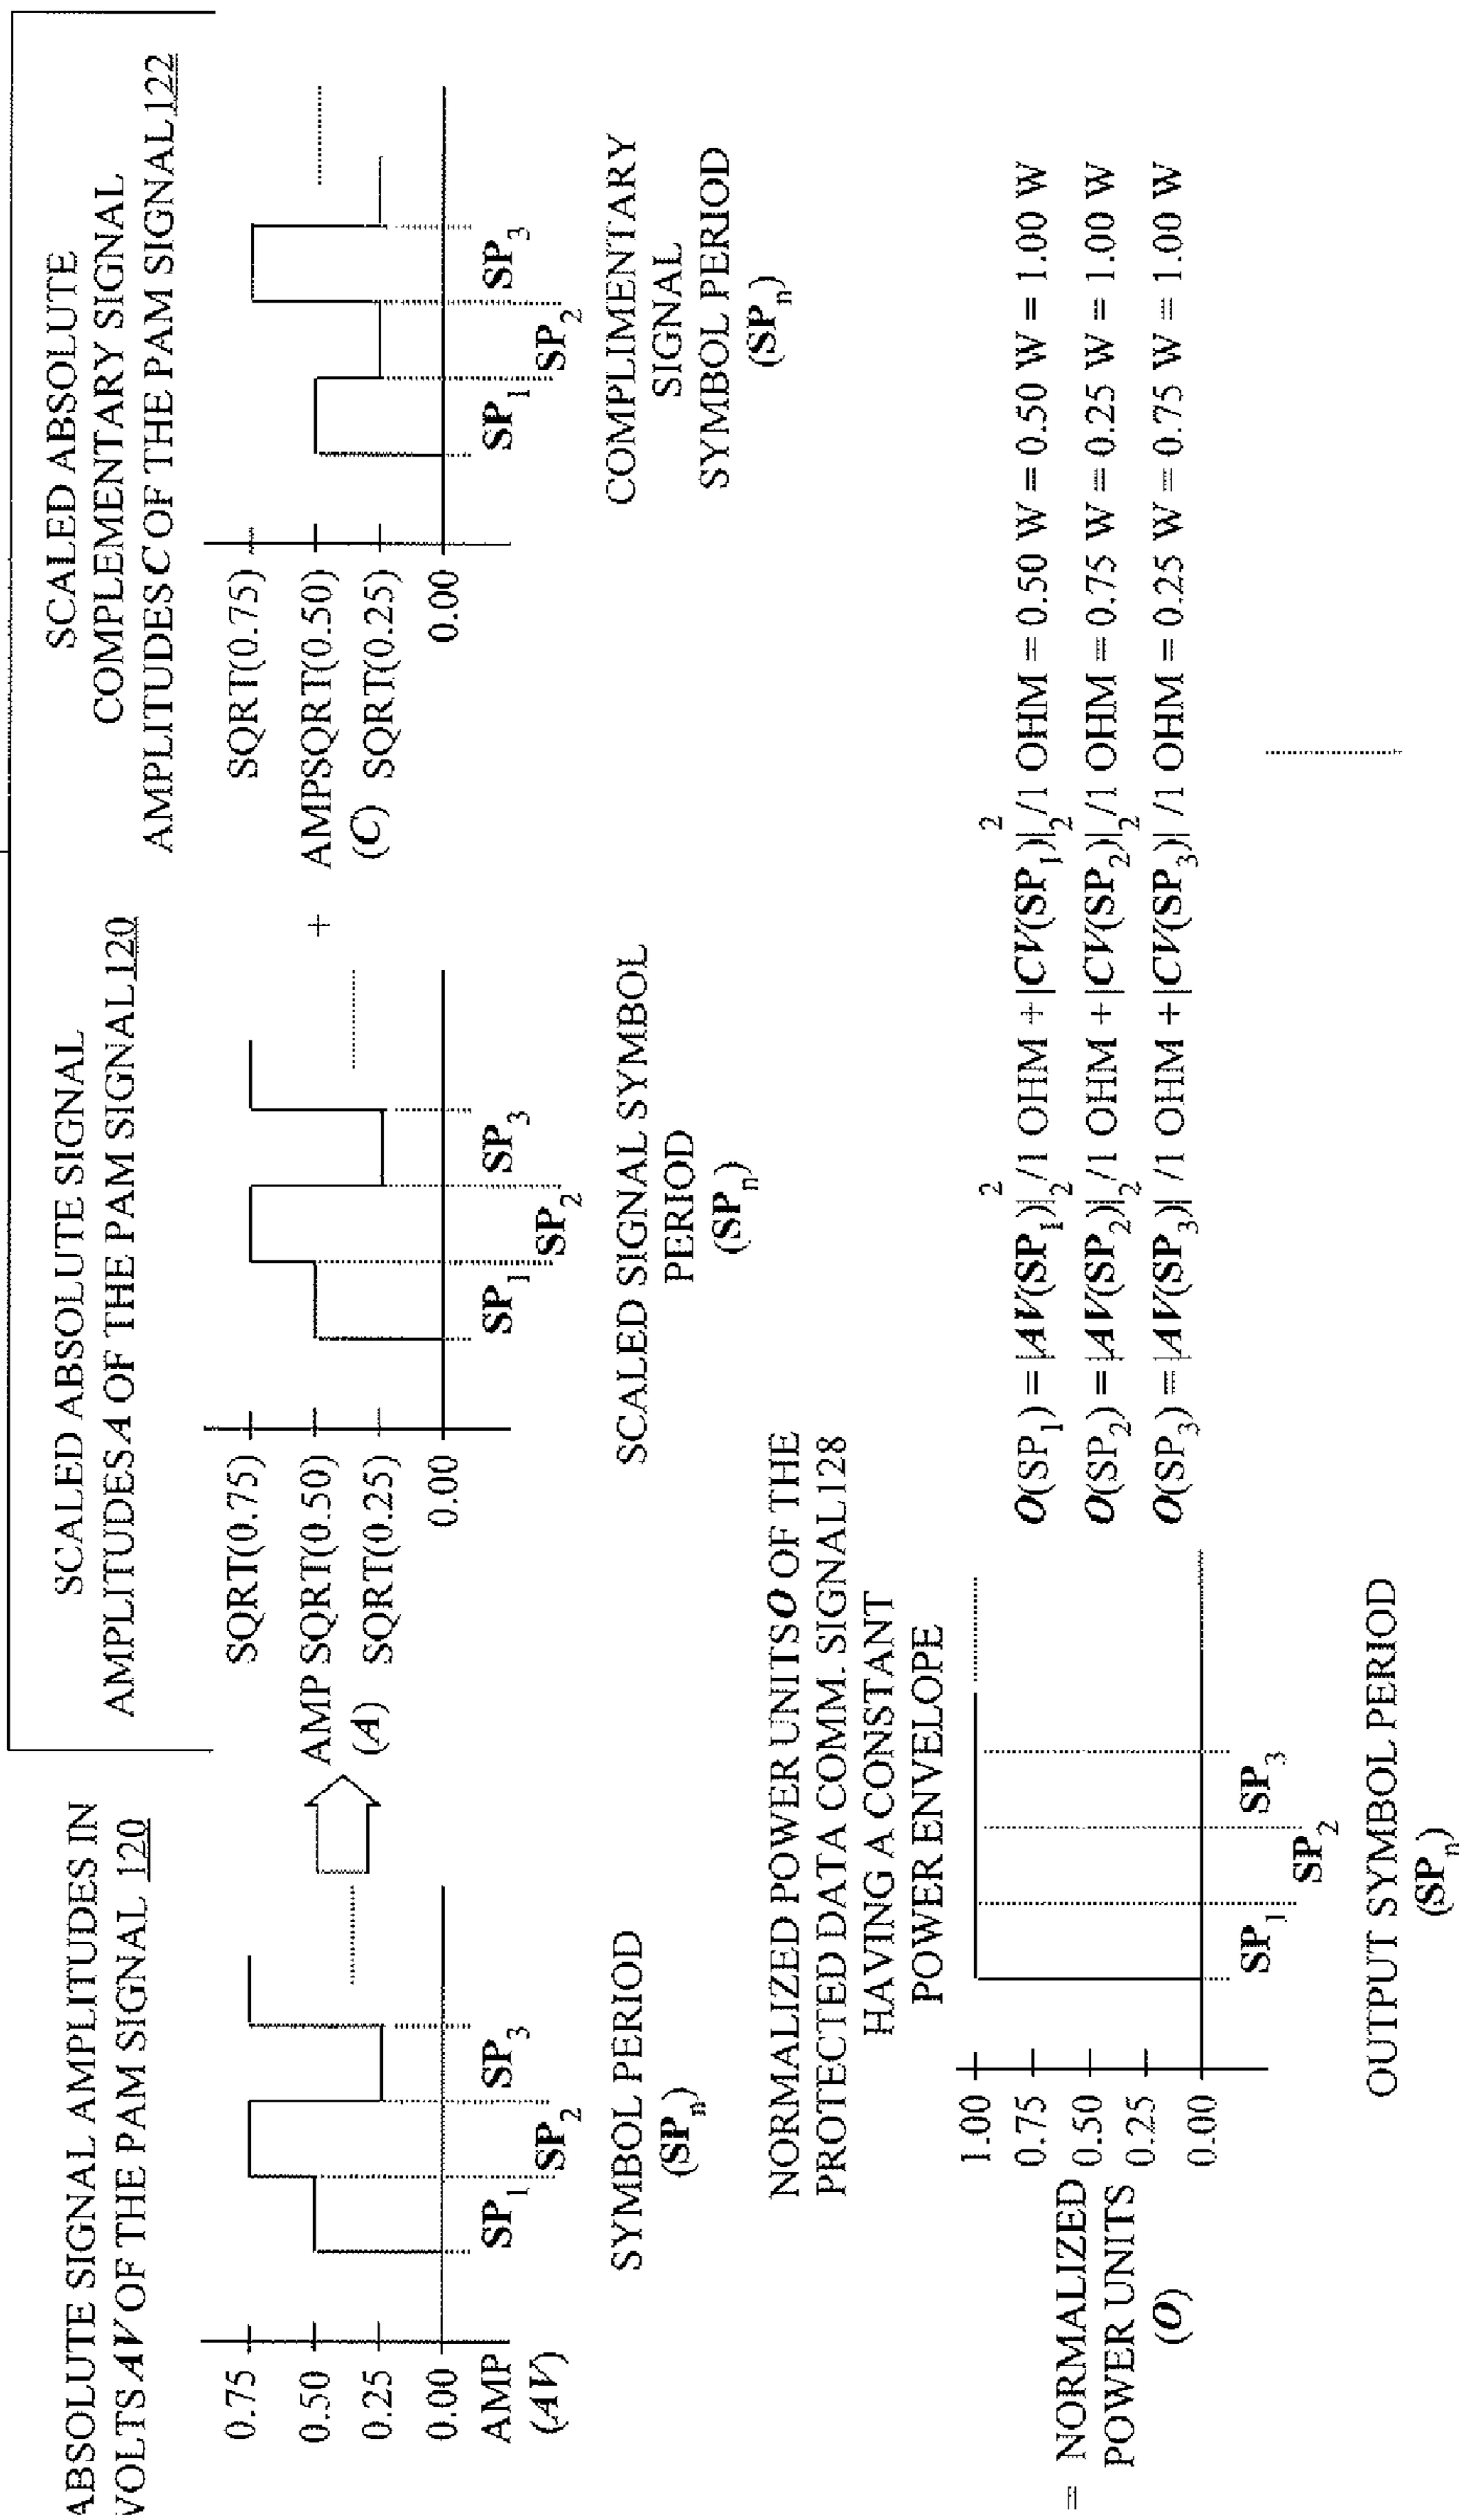 ABSOLUTE SIGNAL AMPLITUDES IN
VOLTS AV OF THE PAM SIGNAL 120
0.75
0.50
0.25
0.00
AMP
(AV)
SP1
SP2
SP3
SYMBOL PERIOD
(SPn)
SCALED ABSOLUTE SIGNAL
AMPLITUDES A OF THE PAM SIGNAL 120
SQRT(0.75)
AMP SQRT(0.50)
(A) SQRT(0.25)
0.00
SP1
SP2
SP3
SCALED SIGNAL SYMBOL
PERIOD
(SPn)
+
SCALED ABSOLUTE
COMPLEMENTARY SIGNAL
AMPLITUDES C OF THE PAM SIGNAL 122
SQRT(0.75)
AMPSQRT(0.50)
(C) SQRT(0.25)
0.00
SP1
SP2
SP3
COMPLIMENTARY
SIGNAL
SYMBOL PERIOD
(SPn)
NORMALIZED POWER UNITS O OF THE
PROTECTED DATA COMM. SIGNAL128
HAVING A CONSTANT
POWER ENVELOPE
1.00
0.75
0.50
0.25
0.00
= NORMALIZED
POWER UNITS
(O)
SP1
SP2
SP3
OUTPUT SYMBOL PERIOD
(SPn)
O(SP1) = |AV(SP1)|2 /1 OHM + |CV(SP1)|2 /1 OHM = 0.50 W = 0.50 W = 1.00 W
O(SP2) = |AV(SP2)|2 /1 OHM + |CV(SP2)|2 /1 OHM = 0.75 W = 0.25 W = 1.00 W
O(SP3) = |AV(SP3)|2 /1 OHM + |CV(SP3)|2 /1 OHM = 0.25 W = 0.75 W = 1.00 W